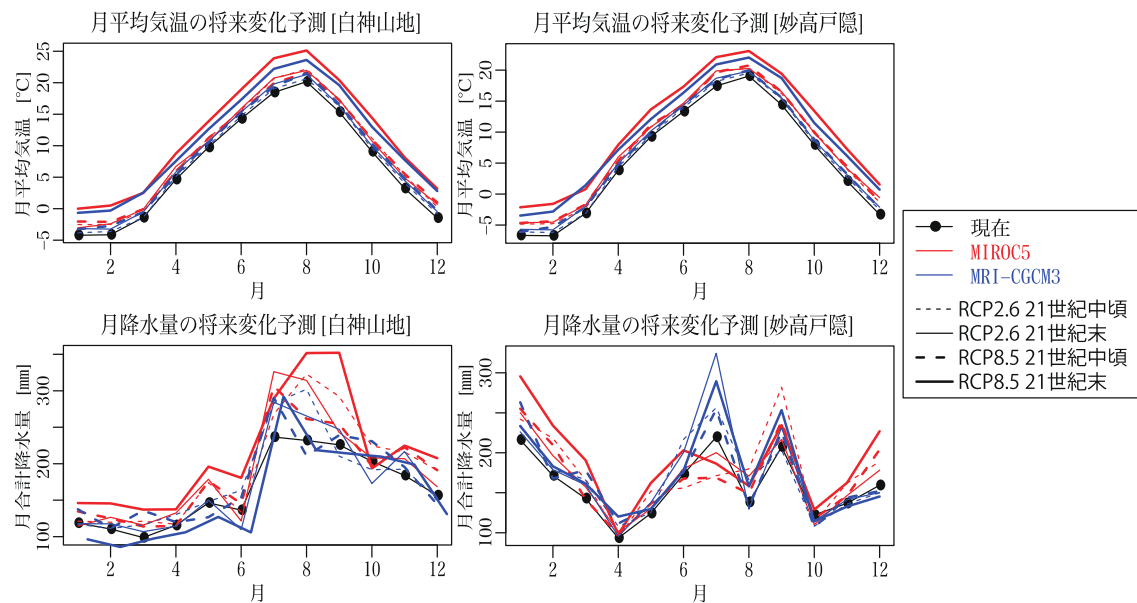 月平均気温の将来変化予測 [白神山地]
月平均気温 [℃]
25
20
15
10
5
0
−5
2 4 6 8 10 12
月
月平均気温の将来変化予測 [妙高戸隠]
月平均気温 [℃]
20
15
10
5
0
−5
2 4 6 8 10 12
月
月降水量の将来変化予測 [白神山地]
月合計降水量 [mm]
300
200
100
2 4 6 8 10 12
月
月降水量の将来変化予測 [妙高戸隠]
月合計降水量 [mm]
300
200
100
2 4 6 8 10 12
月
現在
MIROC5
MRI-CGCM3
RCP2.6 21世紀中頃
RCP2.6 21世紀末
RCP8.5 21世紀中頃
RCP8.5 21世紀末